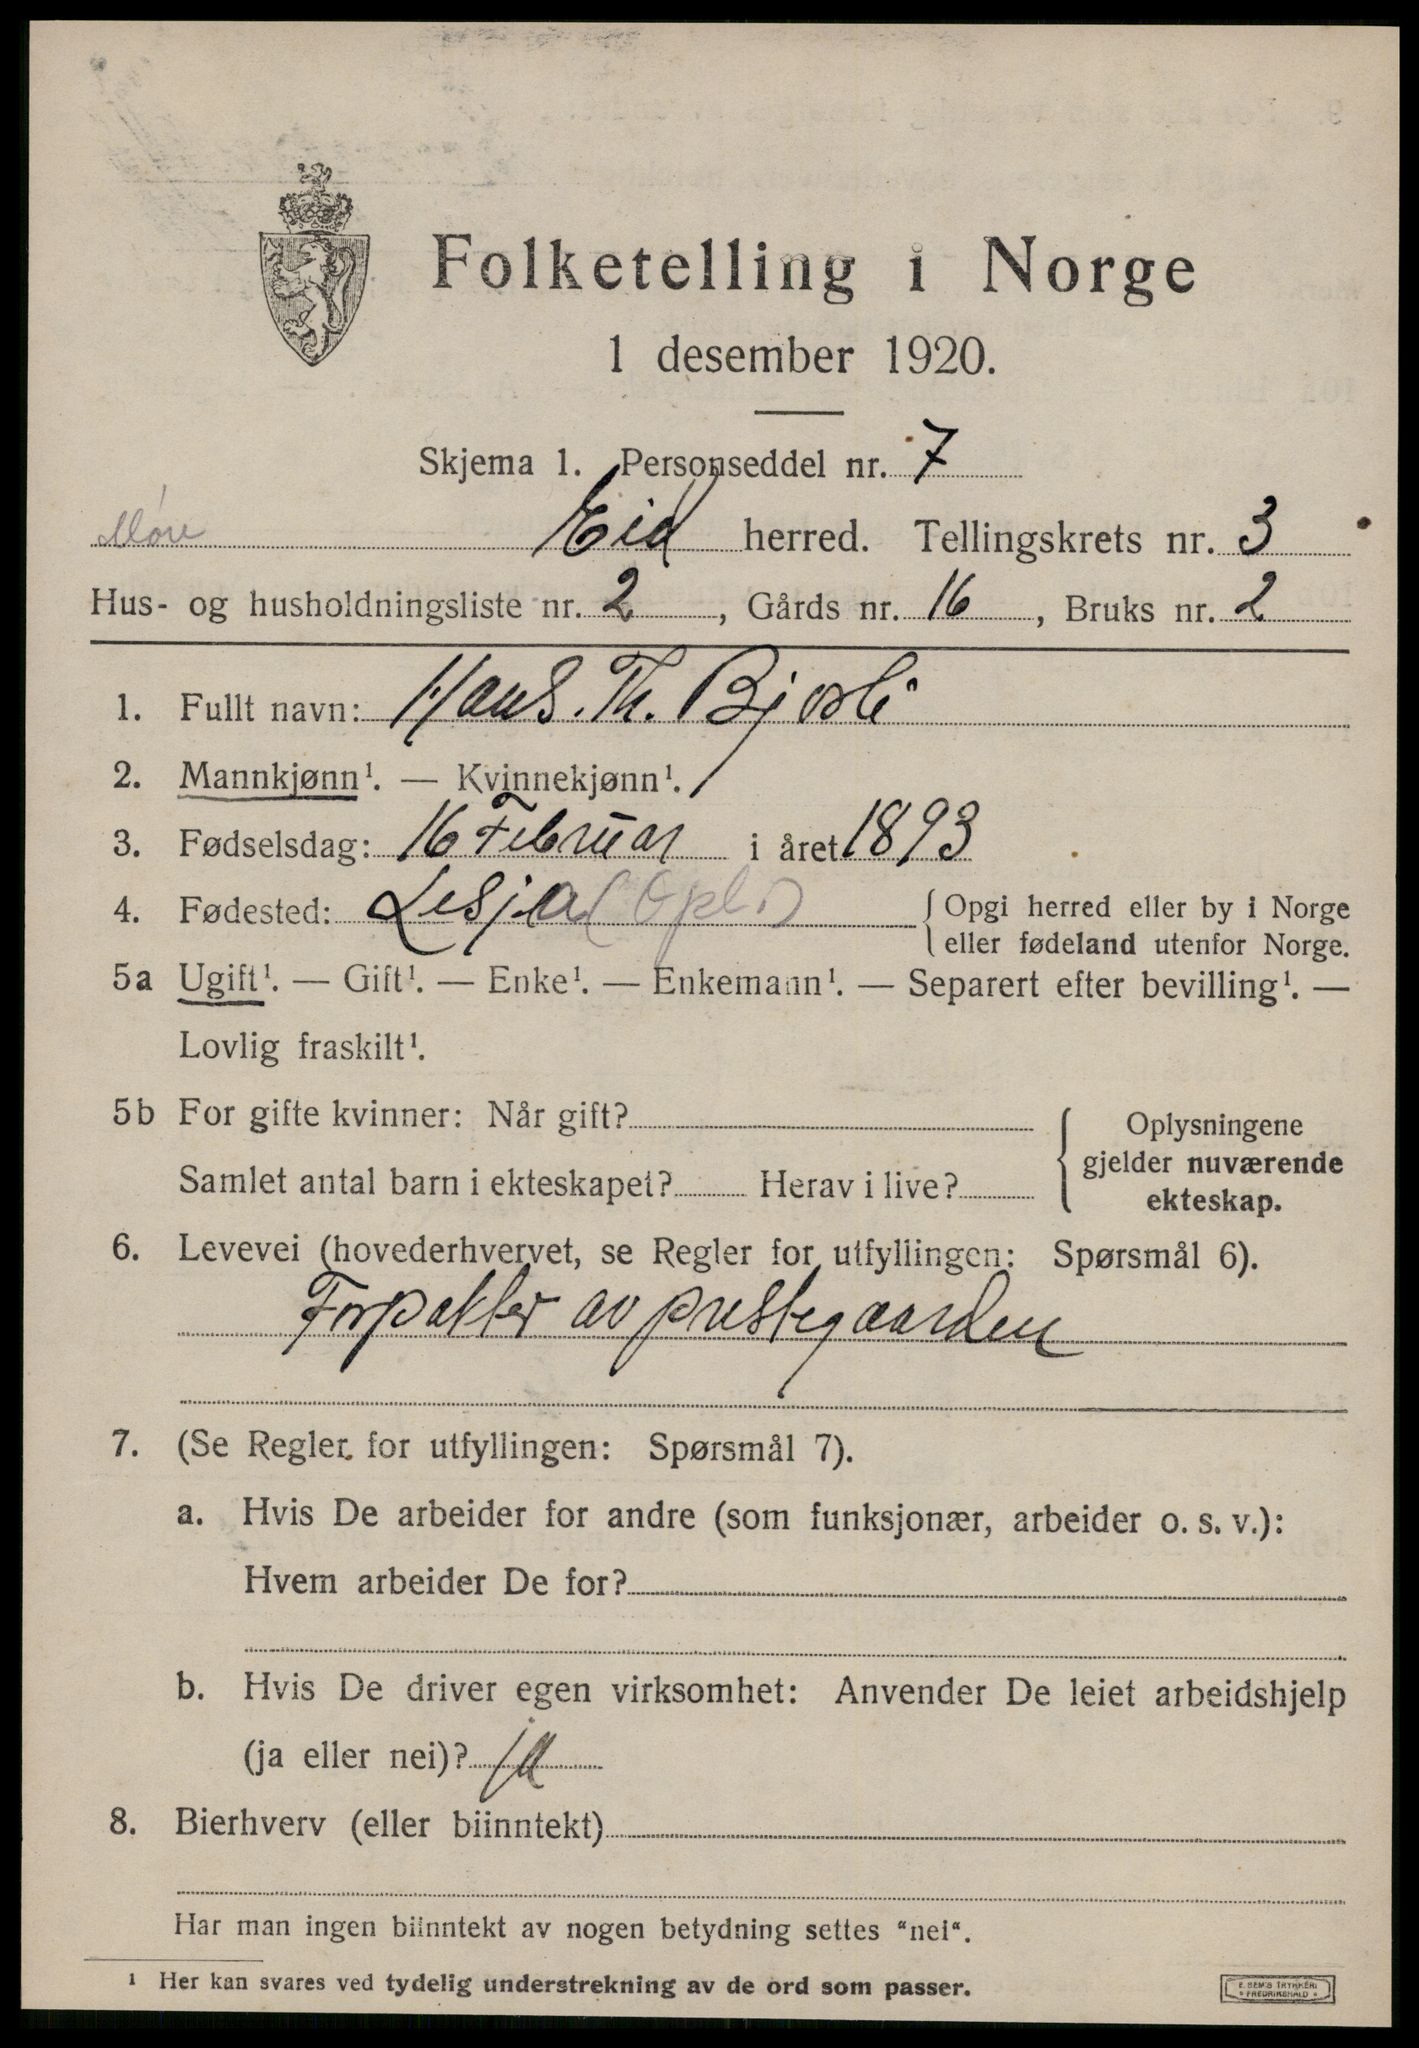 Folketelling i Norge
1 desember 1920.
Skjema 1. Personseddel nr. 7
Møre Eid herred. Tellingskrets nr. 3
Hus- og husholdningsliste nr. 2, Gårds nr. 16, Bruks nr. 2
1. Fullt navn: Hans. Th. Bjorli
2. Mannkjønn¹. — Kvinnekjønn¹.
3. Fødselsdag: 16 Februar i året 1893
4. Fødested: Lesja (Opl.) { Opgi herred eller by i Norge
eller fødeland utenfor Norge.
5a Ugift¹. — Gift¹. — Enke¹. — Enkemann¹. — Separert efter bevilling¹. —
Lovlig fraskilt¹.
5b For gifte kvinner: Når gift?
Samlet antal barn i ekteskapet? Herav i live?
Oplysningene
gjelder nuværende
ekteskap.
6. Levevei (hovederhvervet, se Regler for utfyllingen: Spørsmål 6).
Forpakter av prestegaarden
7. (Se Regler for utfyllingen: Spørsmål 7).
a. Hvis De arbeider for andre (som funksjonær, arbeider o. s. v.):
Hvem arbeider De for?
b. Hvis De driver egen virksomhet: Anvender De leiet arbeidshjelp
(ja eller nei)? ja
8. Bierhverv (eller biinntekt)
Har man ingen biinntekt av nogen betydning settes "nei".
¹ Her kan svares ved tydelig understrekning av de ord som passer.
E. SEM'S TRYKKERI
FREDRIKSHALD